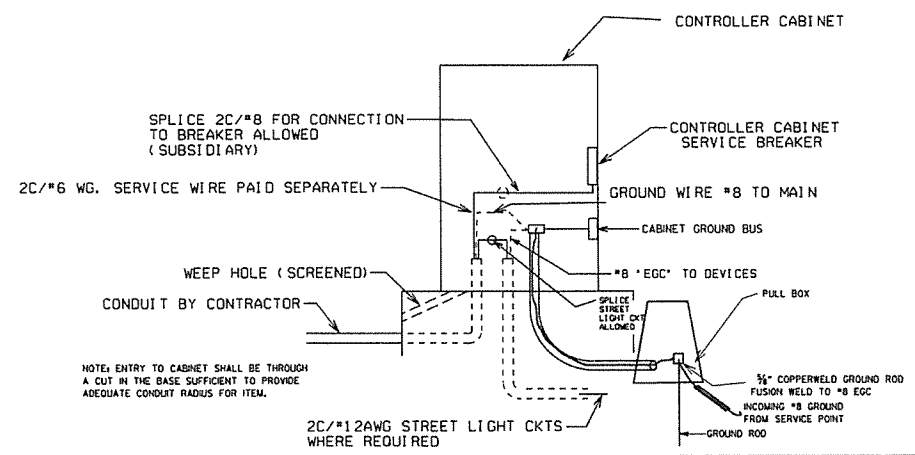 CONTROLLER CABINET
SPLICE 2C/#8 FOR CONNECTION
TO BREAKER ALLOWED
(SUBSIDIARY)
CONTROLLER CABINET
SERVICE BREAKER
2C/#6 WG. SERVICE WIRE PAID SEPARATELY
GROUND WIRE #8 TO MAIN
CABINET GROUND BUS
WEEP HOLE (SCREENED)
#8 "EGC" TO DEVICES
CONDUIT BY CONTRACTOR
SPLICE
STREET
LIGHT CKT
ALLOWED
PULL BOX
NOTE: ENTRY TO CABINET SHALL BE THROUGH
A CUT IN THE BASE SUFFICIENT TO PROVIDE
ADEQUATE CONDUIT RADIUS FOR ITEM.
5/8" COPPERWELD GROUND ROD
FUSION WELD TO #8 EGC
INCOMING #8 GROUND
FROM SERVICE POINT
2C/#12AWG STREET LIGHT CKTS
WHERE REQUIRED
GROUND ROD